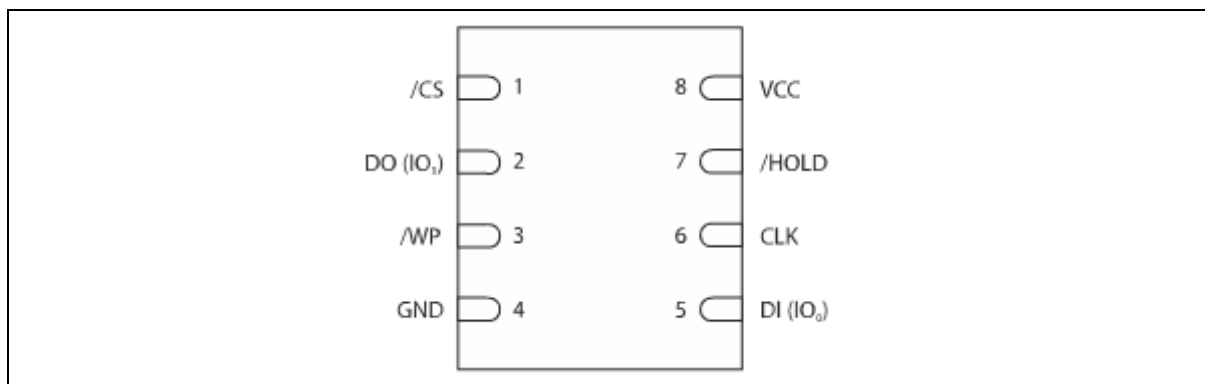 /CS 1 8 VCC
DO (IO₁) 2 7 /HOLD
/WP 3 6 CLK
GND 4 5 DI (IO₀)